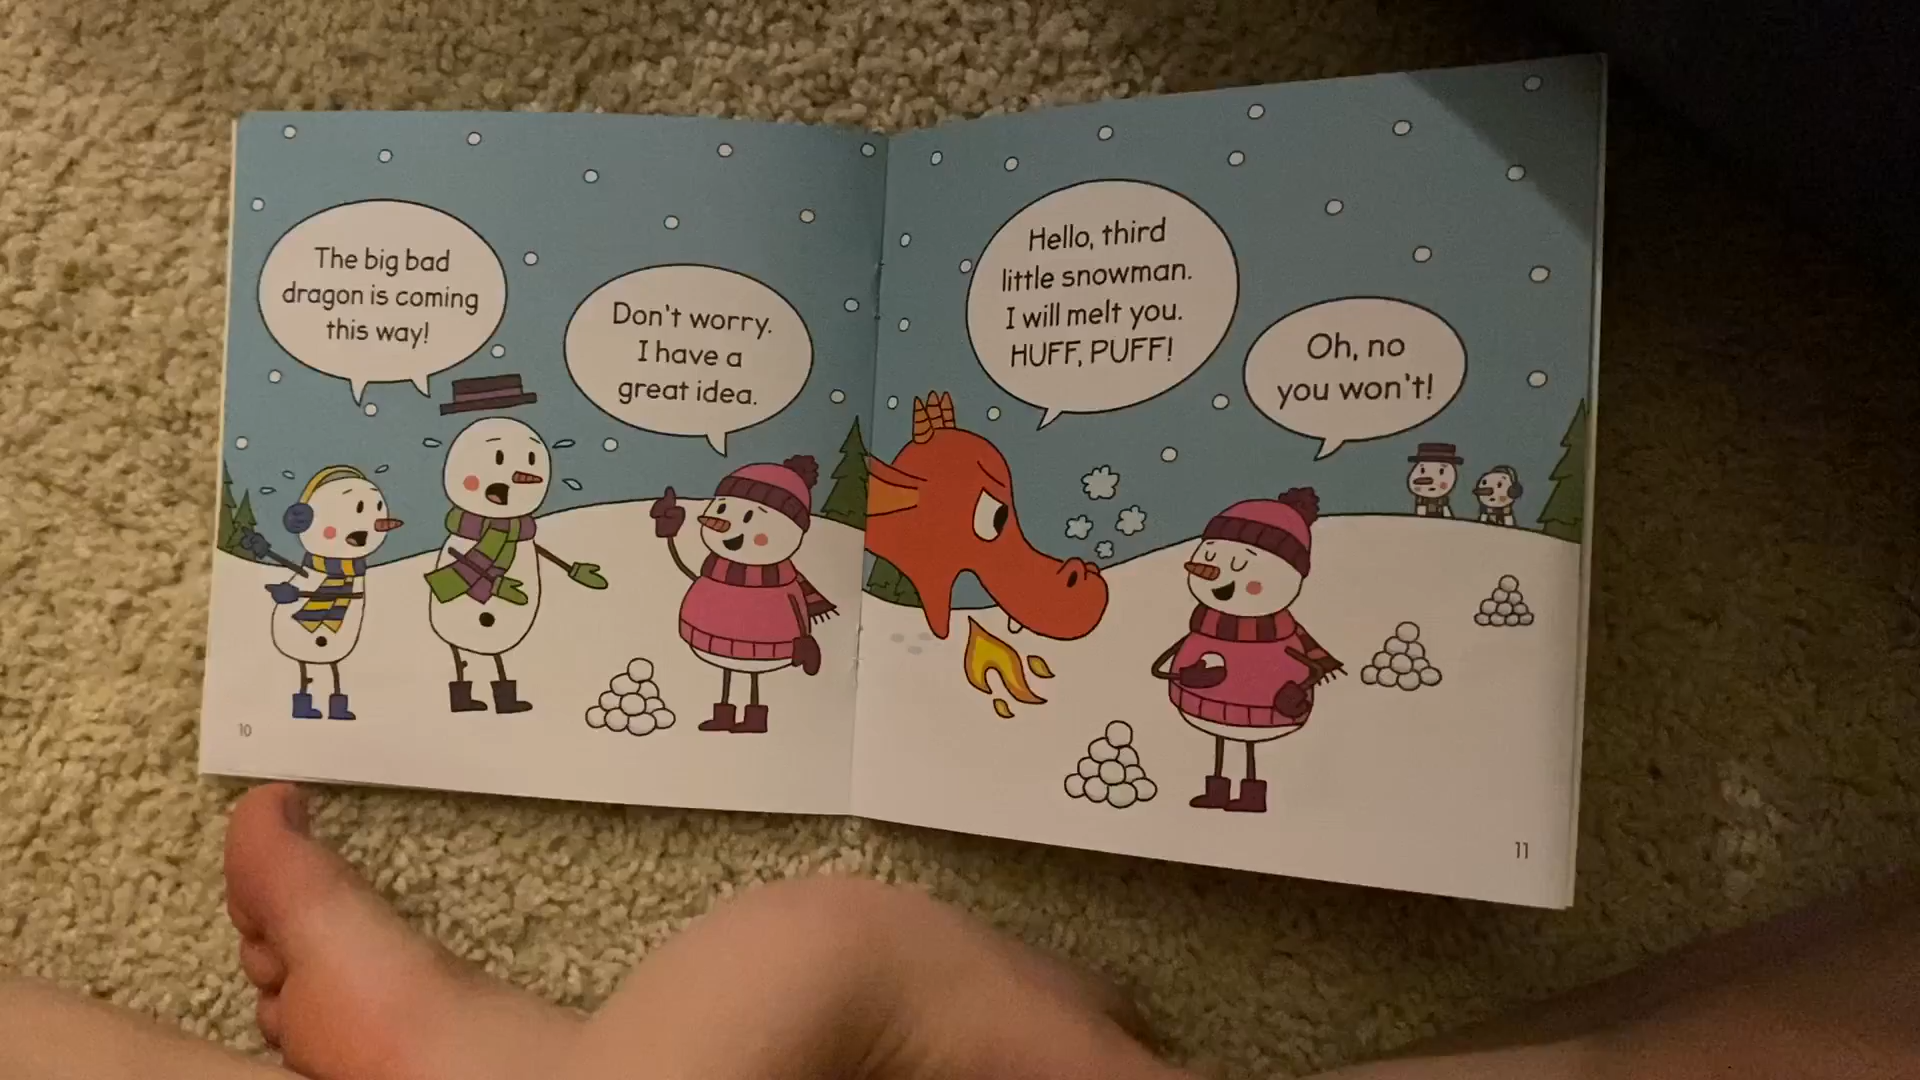 The big bad
dragon is coming
this way!
Don't worry.
I have a
great idea.
10
Hello, third
little snowman.
I will melt you.
HUFF, PUFF!
Oh, no
you won't!
11